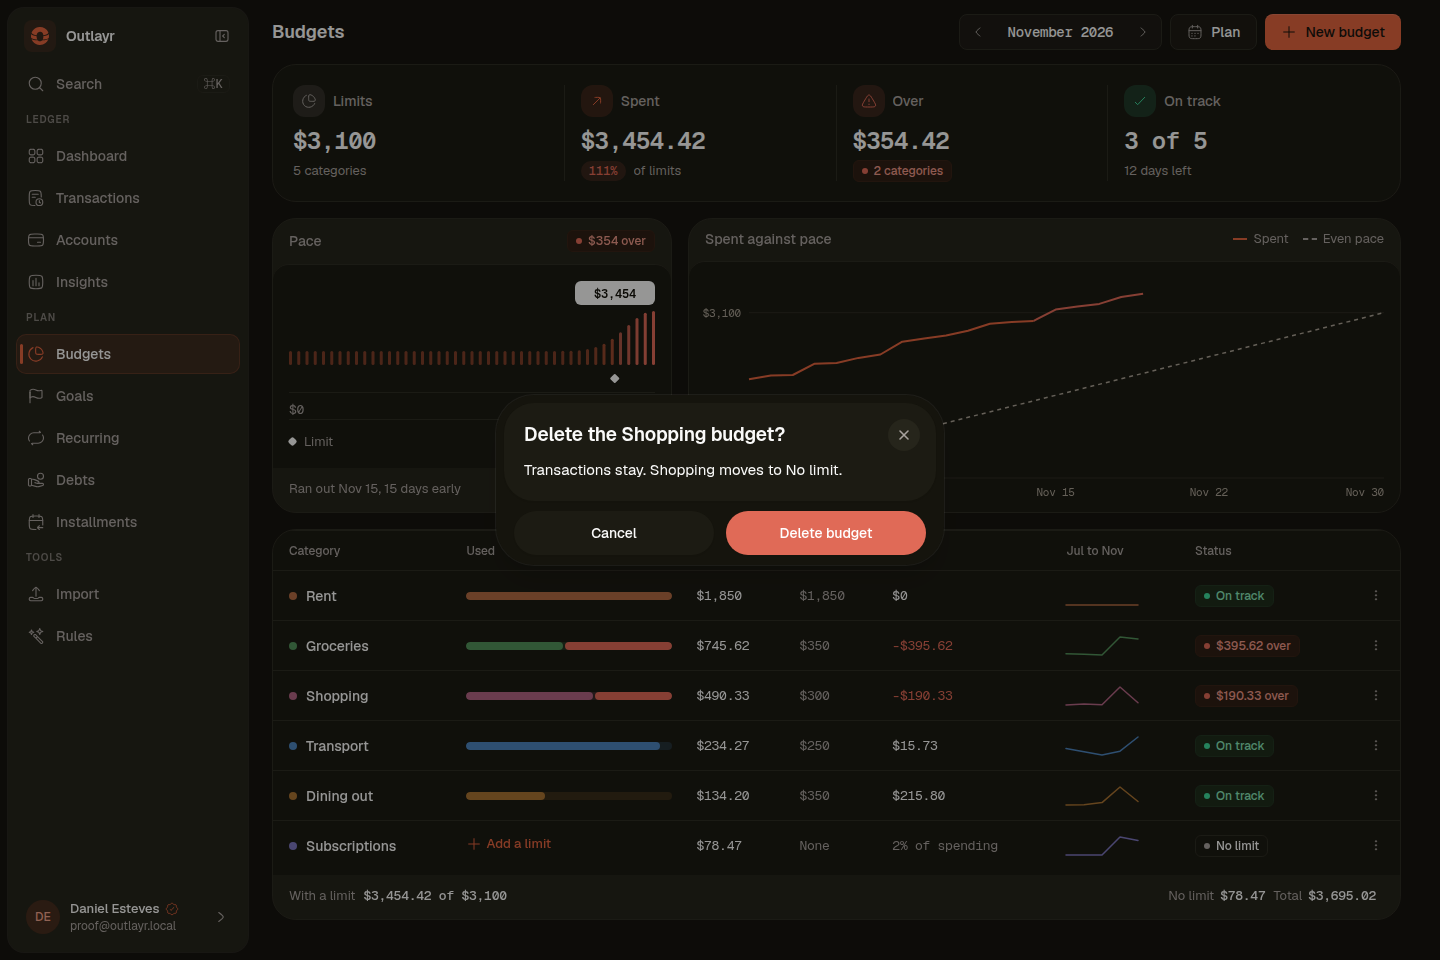 Outlayr
Search
⌘K
LEDGER
Dashboard
Transactions
Accounts
Insights
PLAN
Budgets
Goals
Recurring
Debts
Installments
TOOLS
Import
Rules
DE
Daniel Esteves
proof@outlayr.local
Budgets
November 2026
Plan
New budget
Limits
$3,100
5 categories
Spent
$3,454.42
111% of limits
Over
$354.42
2 categories
On track
3 of 5
12 days left
Pace
$354 over
$3,454
$0
Limit
Ran out Nov 15, 15 days early
Spent against pace
Spent
Even pace
$3,100
Nov 15
Nov 22
Nov 30
Delete the Shopping budget?
Transactions stay. Shopping moves to No limit.
Cancel
Delete budget
Category Used Jul to Nov Status
Rent $1,850 $1,850 $0 On track
Groceries $745.62 $350 -$395.62 $395.62 over
Shopping $490.33 $300 -$190.33 $190.33 over
Transport $234.27 $250 $15.73 On track
Dining out $134.20 $350 $215.80 On track
Subscriptions Add a limit $78.47 None 2% of spending No limit
With a limit $3,454.42 of $3,100 No limit $78.47 Total $3,695.02